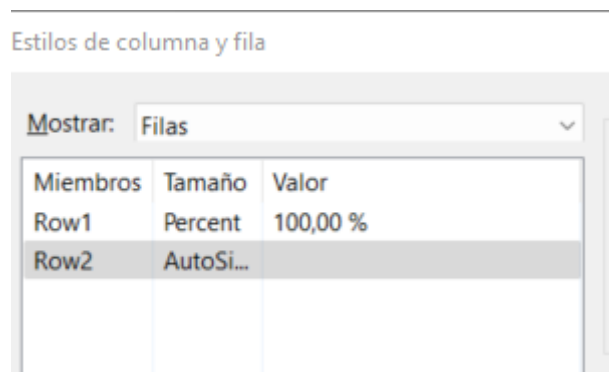 Estilos de columna y fila
Mostrar: Filas
Miembros Tamaño Valor
Row1 Percent 100,00 %
Row2 AutoSi...